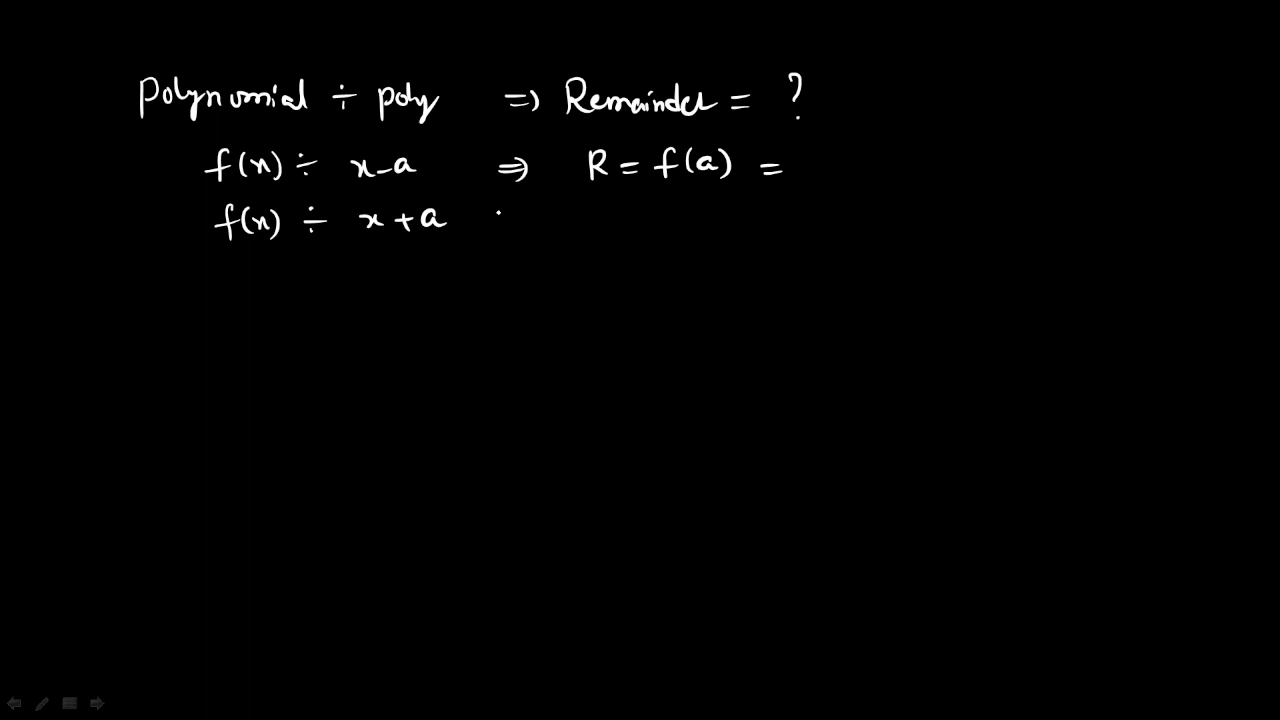 Polynomial ÷ poly ⇒ Remainder = ?
f(x) ÷ x-a ⇒ R = f(a) =
f(x) ÷ x+a